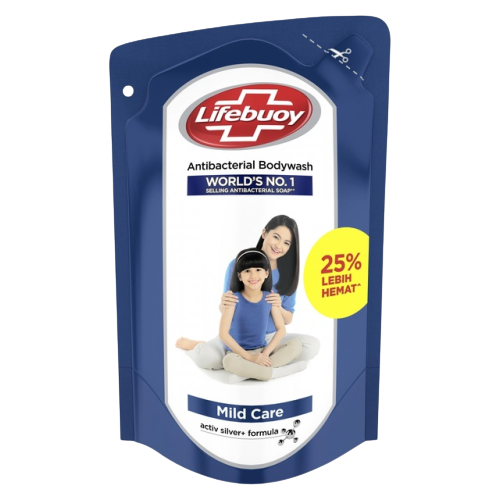 Lifebuoy
Antibacterial Bodywash
WORLD'S NO. 1
SELLING ANTIBACTERIAL SOAP**
25%
LEBIH
HEMAT^
Mild Care
activ silver+ formula